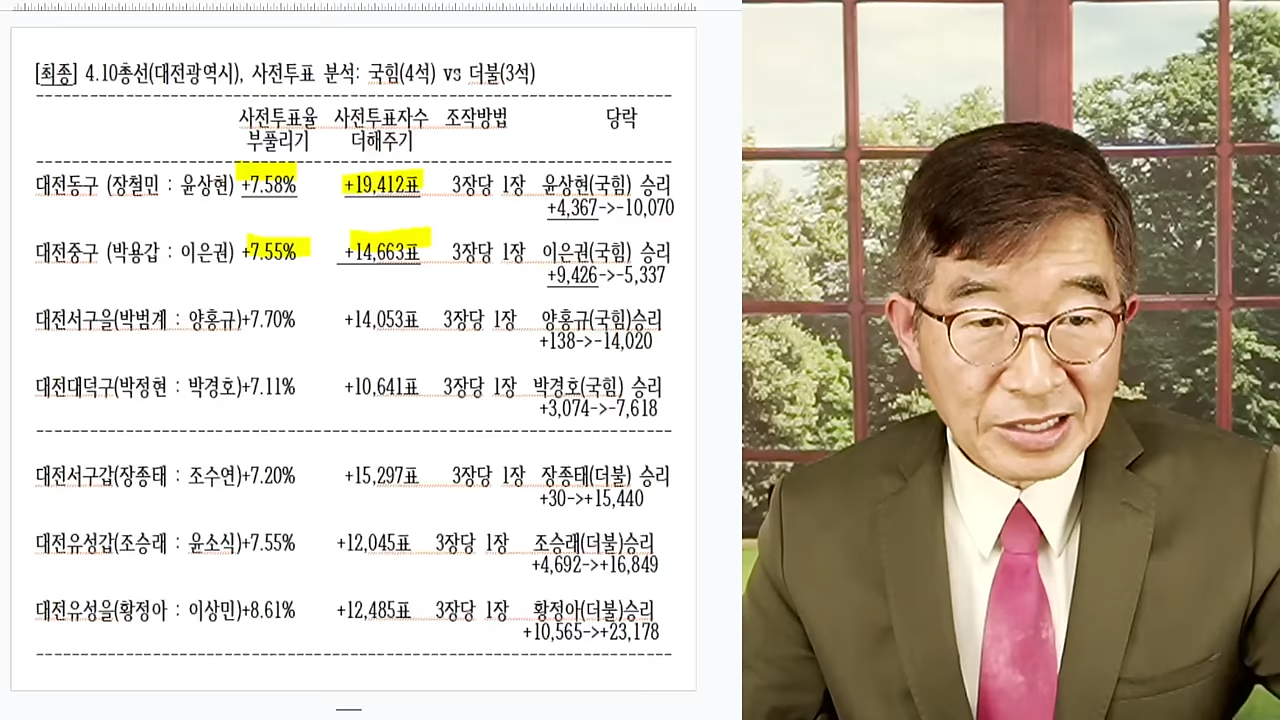 [최종] 4.10총선(대전광역시), 사전투표 분석: 국힘(4석) vs 더불(3석)
사전투표율 사전투표자수 조작방법 당락
부풀리기 더해주기
대전동구 (장철민 : 윤상현) +7.58% +19,412표 3장당 1장 윤상현(국힘) 승리
+4,367->-10,070
대전중구 (박용갑 : 이은권) +7.55% +14,663표 3장당 1장 이은권(국힘) 승리
+9,426->-5,337
대전서구을(박범계 : 양홍규)+7.70% +14,053표 3장당 1장 양홍규(국힘)승리
+138->-14,020
대전대덕구(박정현 : 박경호)+7.11% +10,641표 3장당 1장 박경호(국힘) 승리
+3,074->-7,618
대전서구갑(장종태 : 조수연)+7.20% +15,297표 3장당 1장 장종태(더불) 승리
+30->+15,440
대전유성갑(조승래 : 윤소식)+7.55% +12,045표 3장당 1장 조승래(더불)승리
+4,692->+16,849
대전유성을(황정아 : 이상민)+8.61% +12,485표 3장당 1장 황정아(더불)승리
+10,565->+23,178